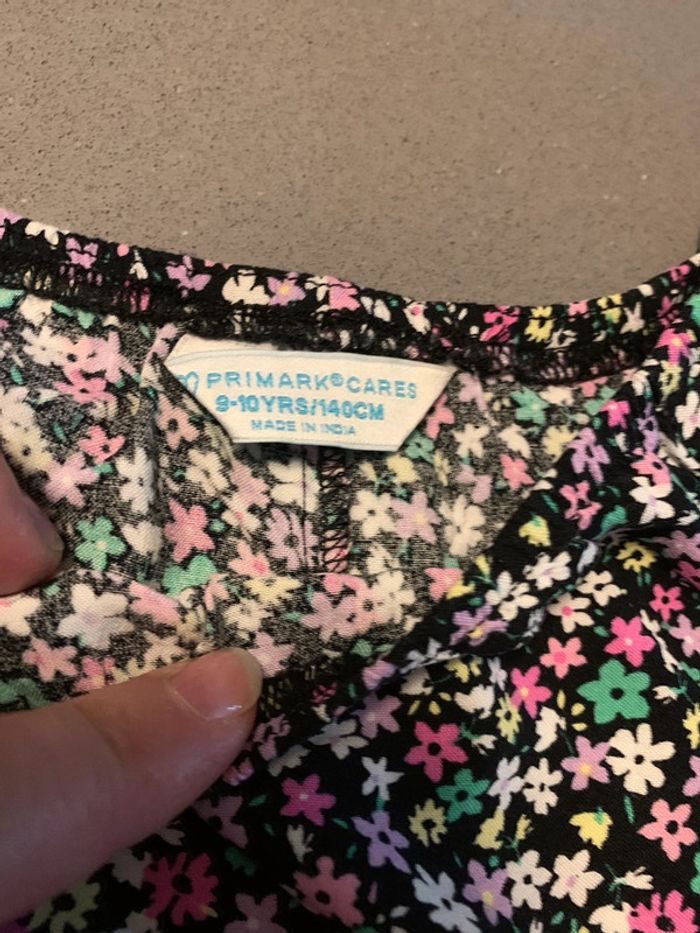 PRIMARK®CARES
9-10YRS/140CM
MADE IN INDIA